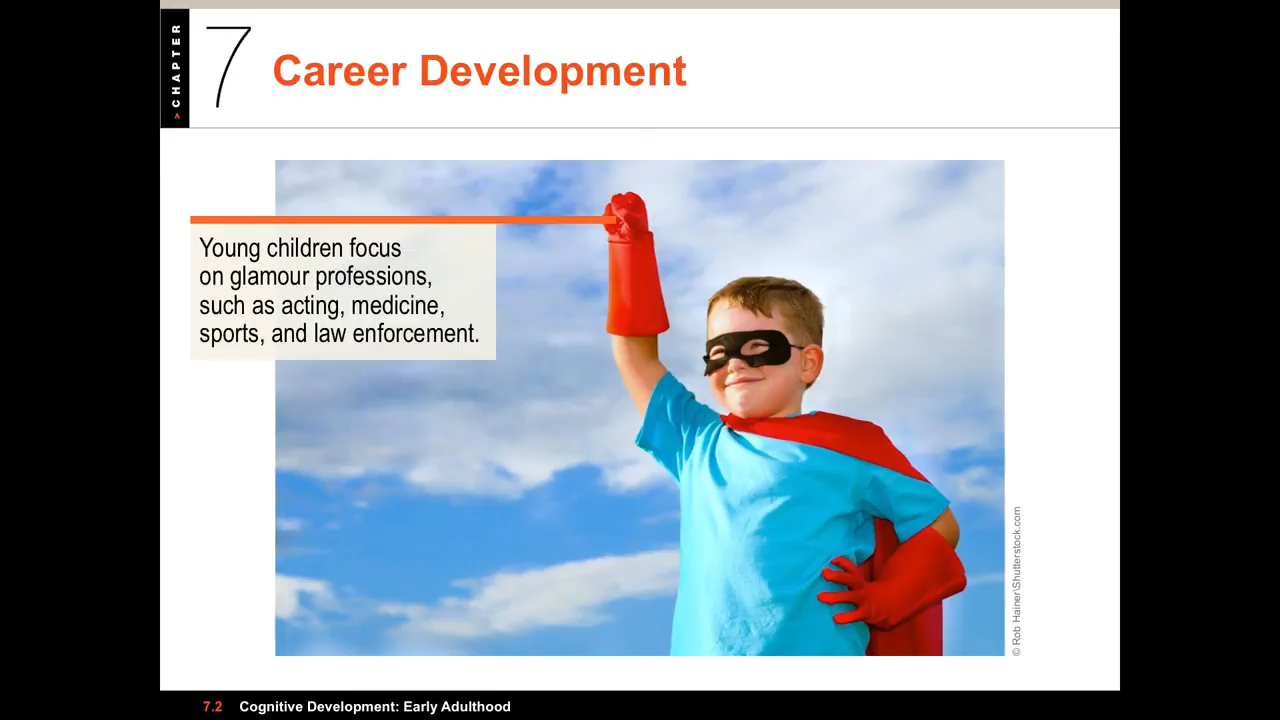 > CHAPTER
7
Career Development
Young children focus
on glamour professions,
such as acting, medicine,
sports, and law enforcement.
© Rob Hainer\Shutterstock.com
7.2 Cognitive Development: Early Adulthood